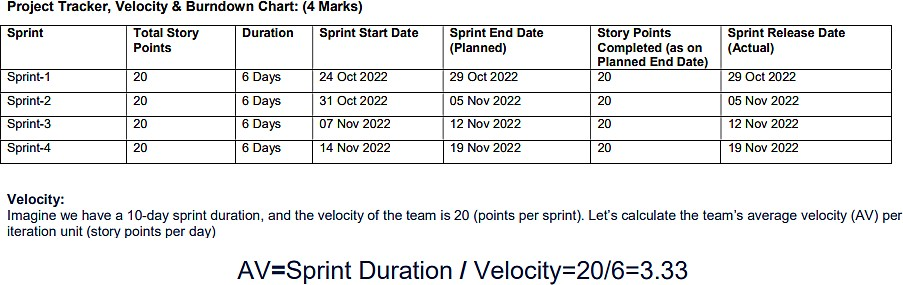 Project Tracker, Velocity & Burndown Chart: (4 Marks)
Sprint Total Story Points Duration Sprint Start Date Sprint End Date (Planned) Story Points Completed (as on Planned End Date) Sprint Release Date (Actual)
Sprint-1 20 6 Days 24 Oct 2022 29 Oct 2022 20 29 Oct 2022
Sprint-2 20 6 Days 31 Oct 2022 05 Nov 2022 20 05 Nov 2022
Sprint-3 20 6 Days 07 Nov 2022 12 Nov 2022 20 12 Nov 2022
Sprint-4 20 6 Days 14 Nov 2022 19 Nov 2022 20 19 Nov 2022
Velocity:
Imagine we have a 10-day sprint duration, and the velocity of the team is 20 (points per sprint). Let’s calculate the team’s average velocity (AV) per
iteration unit (story points per day)
AV=Sprint Duration / Velocity=20/6=3.33